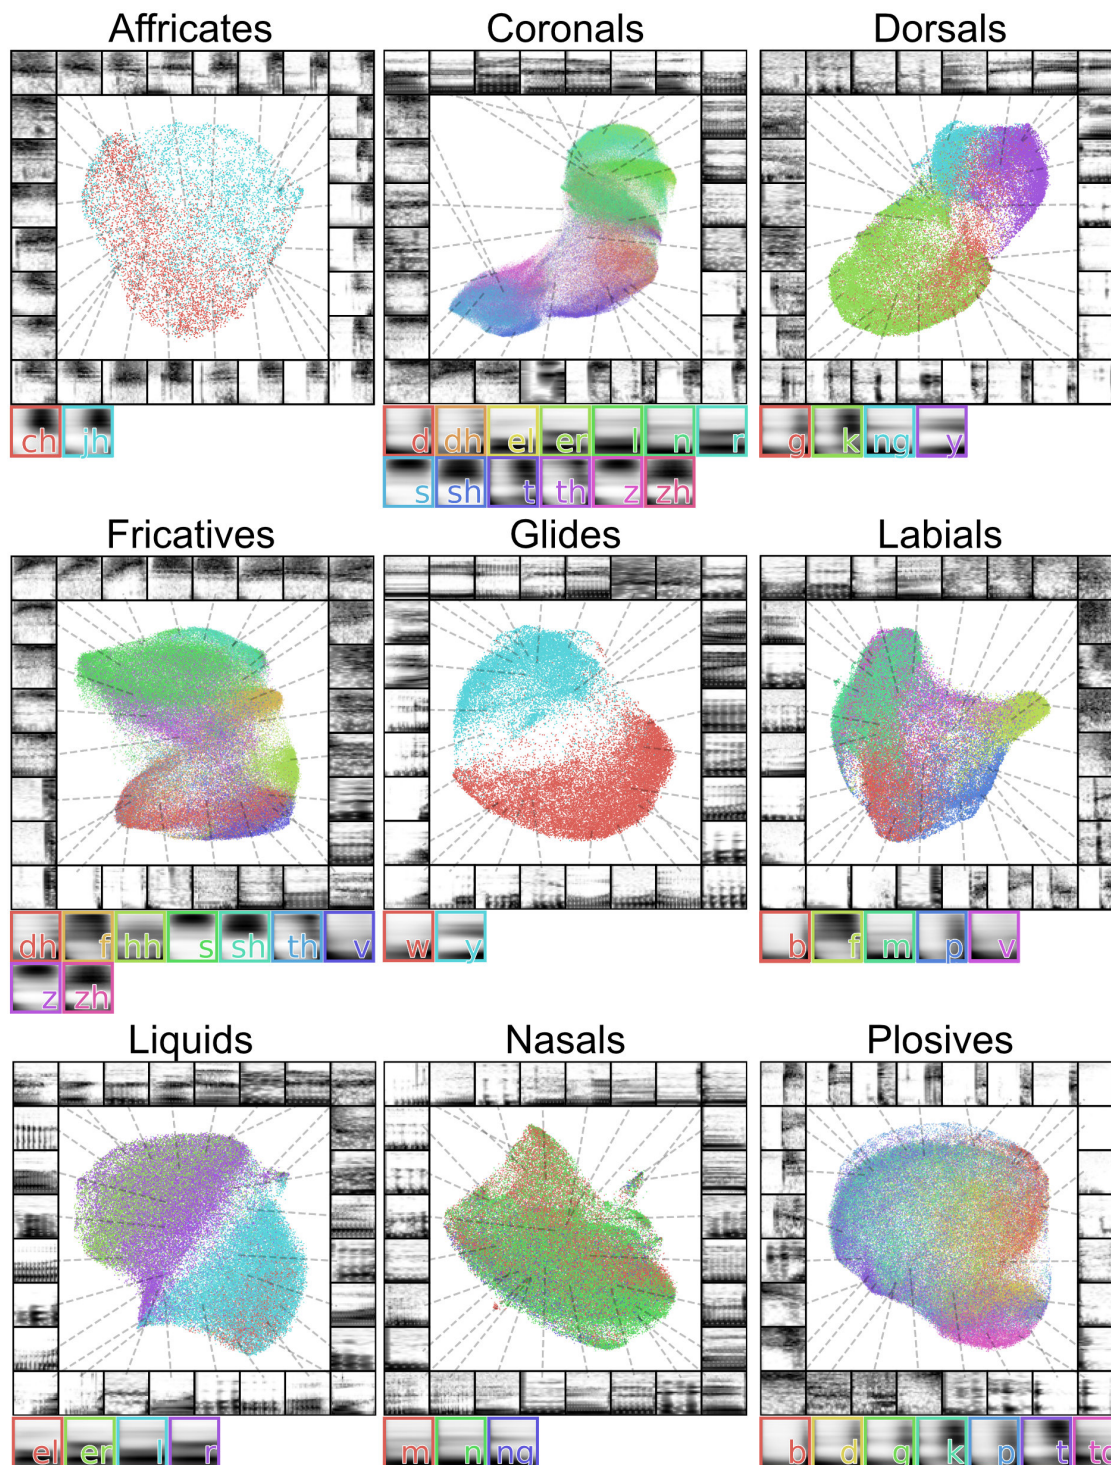 Affricates Coronals Dorsals
ch jh
d dh el er l n r
s sh t th z zh
g k ng y
Fricatives Glides Labials
dh f hh s sh th v
z zh
w y
b f m p v
Liquids Nasals Plosives
el er l r
m n ng
b d g k p t